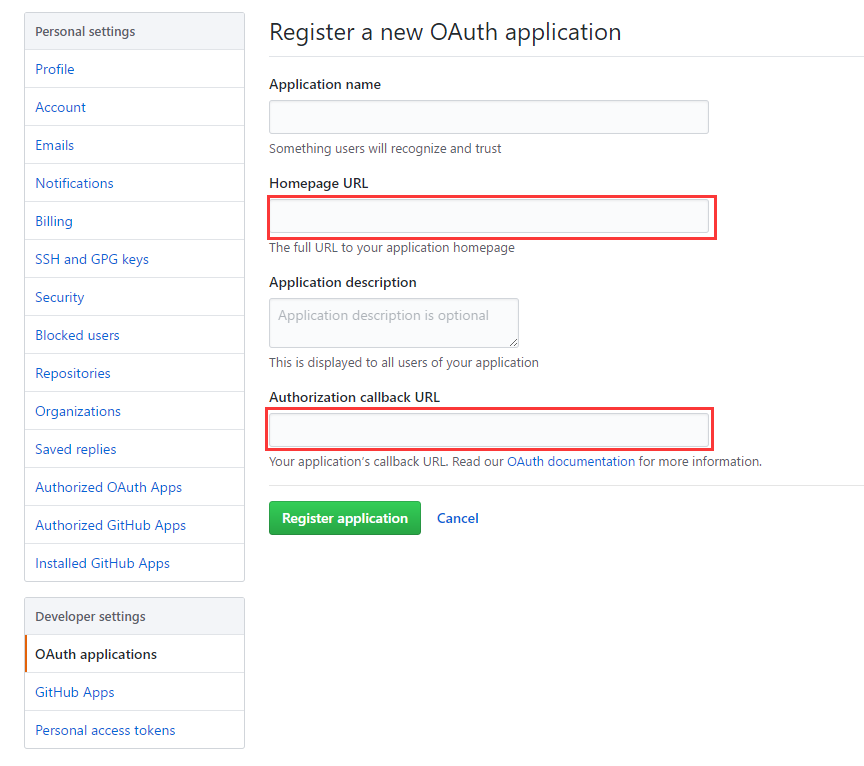 Personal settings
Profile
Account
Emails
Notifications
Billing
SSH and GPG keys
Security
Blocked users
Repositories
Organizations
Saved replies
Authorized OAuth Apps
Authorized GitHub Apps
Installed GitHub Apps
Developer settings
OAuth applications
GitHub Apps
Personal access tokens
Register a new OAuth application
Application name
Something users will recognize and trust
Homepage URL
The full URL to your application homepage
Application description
Application description is optional
This is displayed to all users of your application
Authorization callback URL
Your application’s callback URL. Read our OAuth documentation for more information.
Register application Cancel